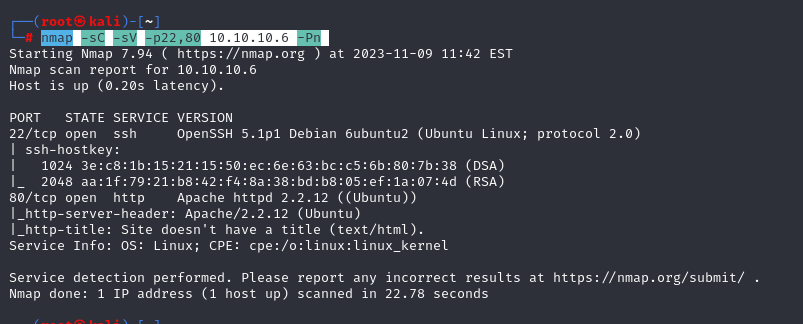 ┌──(root㉿kali)-[~]
└─# nmap -sC -sV -p22,80 10.10.10.6 -Pn
Starting Nmap 7.94 ( https://nmap.org ) at 2023-11-09 11:42 EST
Nmap scan report for 10.10.10.6
Host is up (0.20s latency).

PORT   STATE SERVICE VERSION
22/tcp open  ssh     OpenSSH 5.1p1 Debian 6ubuntu2 (Ubuntu Linux; protocol 2.0)
| ssh-hostkey:
|   1024 3e:c8:1b:15:21:15:50:ec:6e:63:bc:c5:6b:80:7b:38 (DSA)
|_  2048 aa:1f:79:21:b8:42:f4:8a:38:bd:b8:05:ef:1a:07:4d (RSA)
80/tcp open  http    Apache httpd 2.2.12 ((Ubuntu))
|_http-server-header: Apache/2.2.12 (Ubuntu)
|_http-title: Site doesn't have a title (text/html).
Service Info: OS: Linux; CPE: cpe:/o:linux:linux_kernel

Service detection performed. Please report any incorrect results at https://nmap.org/submit/ .
Nmap done: 1 IP address (1 host up) scanned in 22.78 seconds

┌──(root㉿kali)-[~]